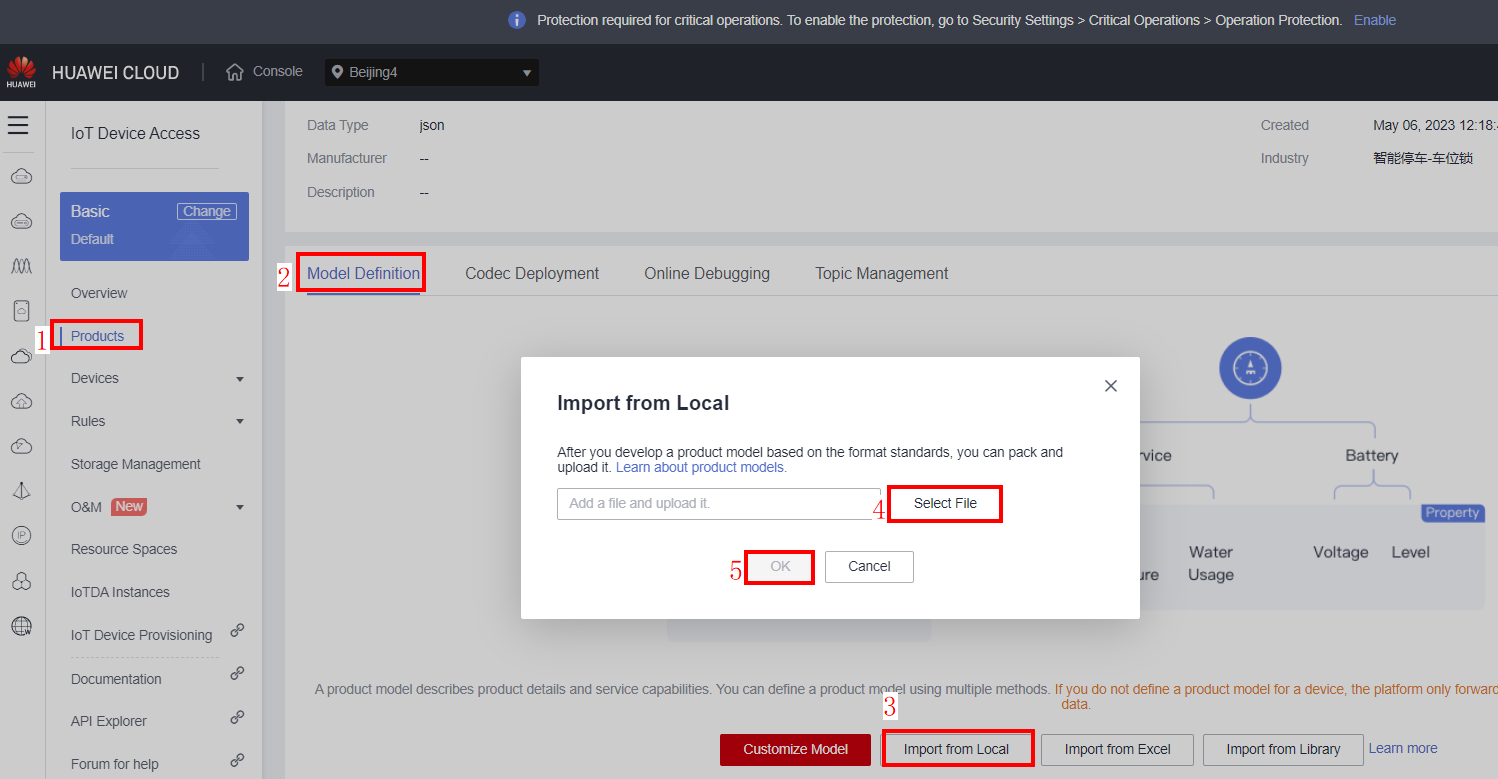 Protection required for critical operations. To enable the protection, go to Security Settings > Critical Operations > Operation Protection. Enable
HUAWEI
HUAWEI CLOUD
Console
Beijing4
IoT Device Access
Basic
Change
Default
Overview
1
Products
Devices
Rules
Storage Management
O&M New
Resource Spaces
IoTDA Instances
IoT Device Provisioning
Documentation
API Explorer
Forum for help
IP
W
Data Type json
Manufacturer --
Description --
Created May 06, 2023 12:18:
Industry 智能停车-车位锁
2
Model Definition
Codec Deployment
Online Debugging
Topic Management
Import from Local
After you develop a product model based on the format standards, you can pack and
upload it. Learn about product models.
Add a file and upload it.
4
Select File
5
OK
Cancel
Battery
Property
Water
Usage
Voltage
Level
A product model describes product details and service capabilities. You can define a product model using multiple methods. If you do not define a product model for a device, the platform only forward
data.
3
Customize Model
Import from Local
Import from Excel
Import from Library
Learn more